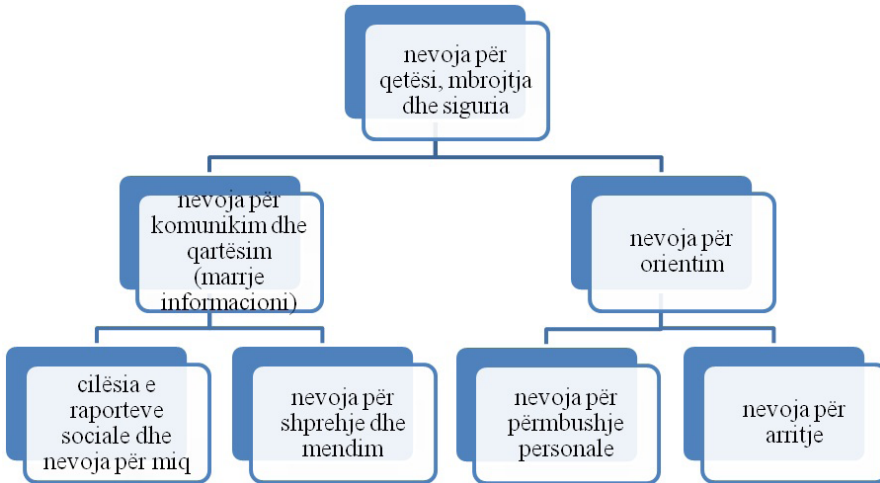 nevoja për
qetësi, mbrojtja
dhe siguria
nevoja për
komunikim dhe
qartësim
(marrje
informacioni)
nevoja për
orientim
cilësia e
raporteve
sociale dhe
nevoja për miq
nevoja për
shprehje dhe
mendim
nevoja për
përmbushje
personale
nevoja për
arritje